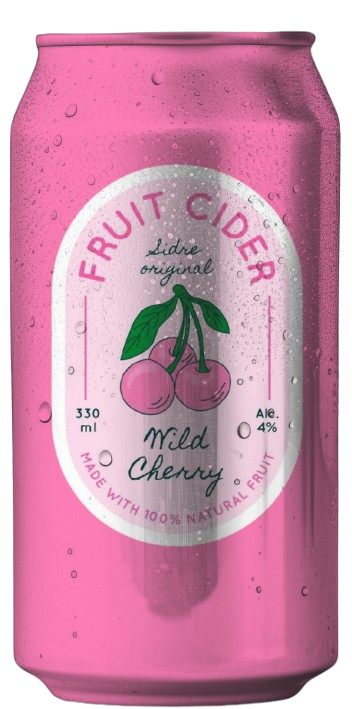 FRUIT CIDER
Sidre
original
330
ml
Alc.
4%
Wild
Cherry
MADE WITH 100% NATURAL FRUIT